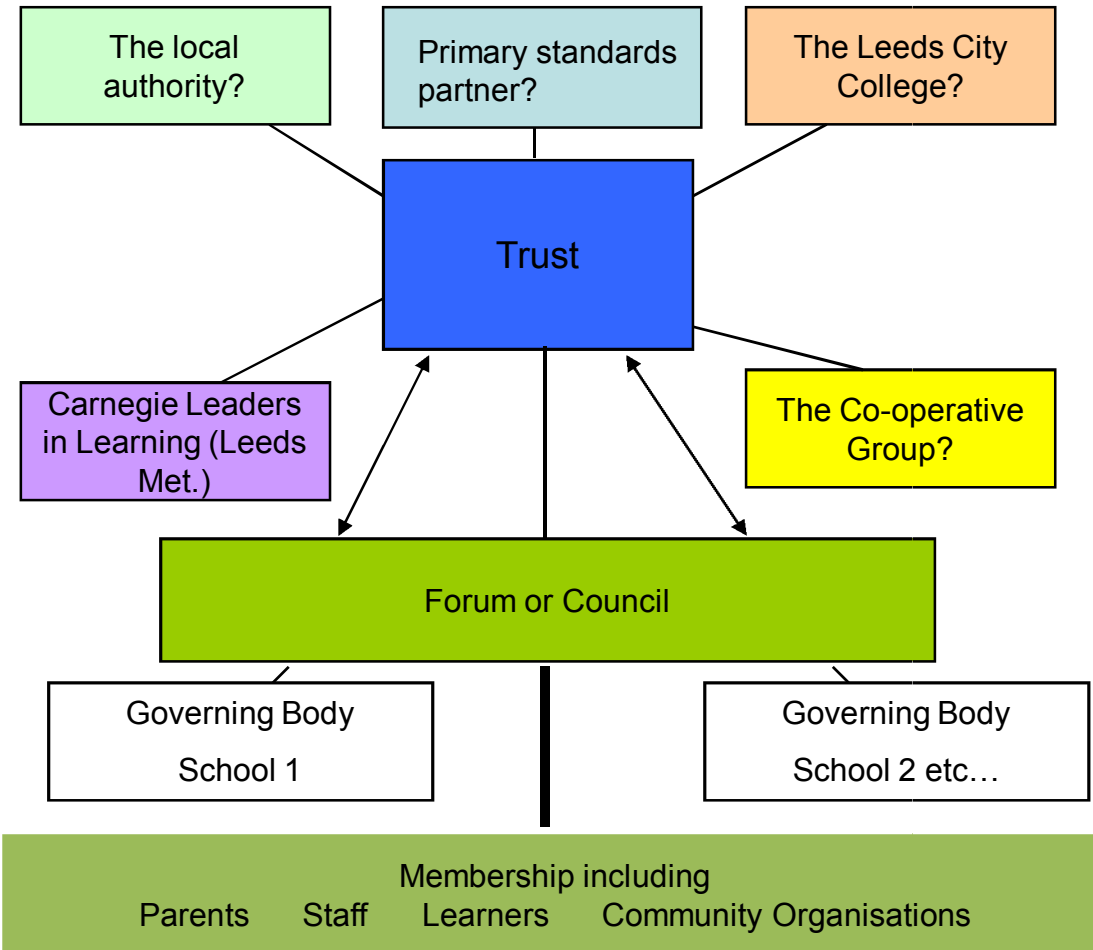 The local
authority?
Primary standards
partner?
The Leeds City
College?
Trust
Carnegie Leaders
in Learning (Leeds
Met.)
The Co-operative
Group?
Forum or Council
Governing Body
School 1
Governing Body
School 2 etc…
Membership including
Parents Staff Learners Community Organisations